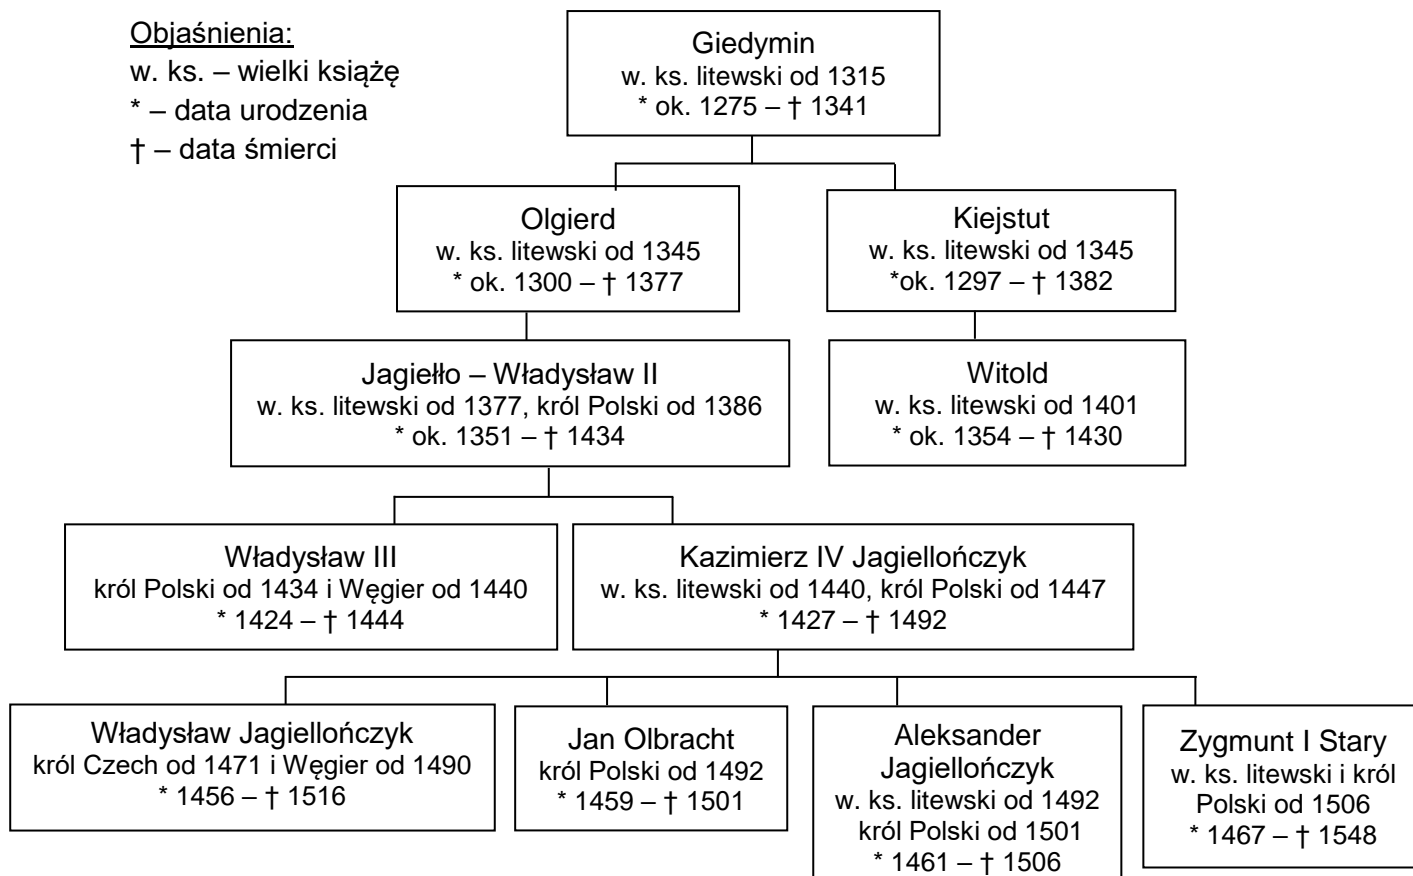 Objaśnienia:
w. ks. – wielki książę
* – data urodzenia
† – data śmierci
Giedymin
w. ks. litewski od 1315
* ok. 1275 – † 1341
Olgierd
w. ks. litewski od 1345
* ok. 1300 – † 1377
Kiejstut
w. ks. litewski od 1345
*ok. 1297 – † 1382
Jagiełło – Władysław II
w. ks. litewski od 1377, król Polski od 1386
* ok. 1351 – † 1434
Witold
w. ks. litewski od 1401
* ok. 1354 – † 1430
Władysław III
król Polski od 1434 i Węgier od 1440
* 1424 – † 1444
Kazimierz IV Jagiellończyk
w. ks. litewski od 1440, król Polski od 1447
* 1427 – † 1492
Władysław Jagiellończyk
król Czech od 1471 i Węgier od 1490
* 1456 – † 1516
Jan Olbracht
król Polski od 1492
* 1459 – † 1501
Aleksander
Jagiellończyk
w. ks. litewski od 1492
król Polski od 1501
* 1461 – † 1506
Zygmunt I Stary
w. ks. litewski i król
Polski od 1506
* 1467 – † 1548